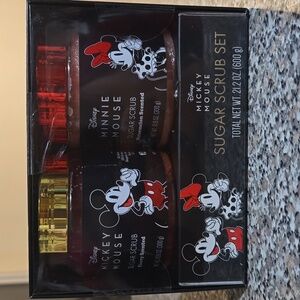 Disney
MINNIE
MOUSE
SUGAR SCRUB
Disney
MICKEY
MOUSE
SUGAR SCRUB
Disney
MICKEY
MOUSE
SUGAR SCRUB SET
TOTAL NET WT. 21.2 OZ (600 g)